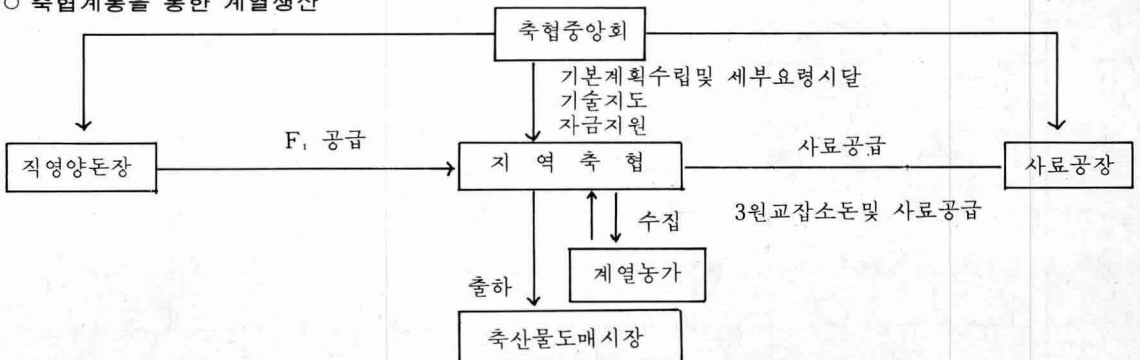 ○ 축협계통을 통한 계열생산
축협중앙회
기본계획수립및 세부요령시달
기술지도
자금지원
직영양돈장
F₁ 공급
지 역 축 협
사료공급
사료공장
수집
3원교잡소돈및 사료공급
계열농가
출하
축산물도매시장